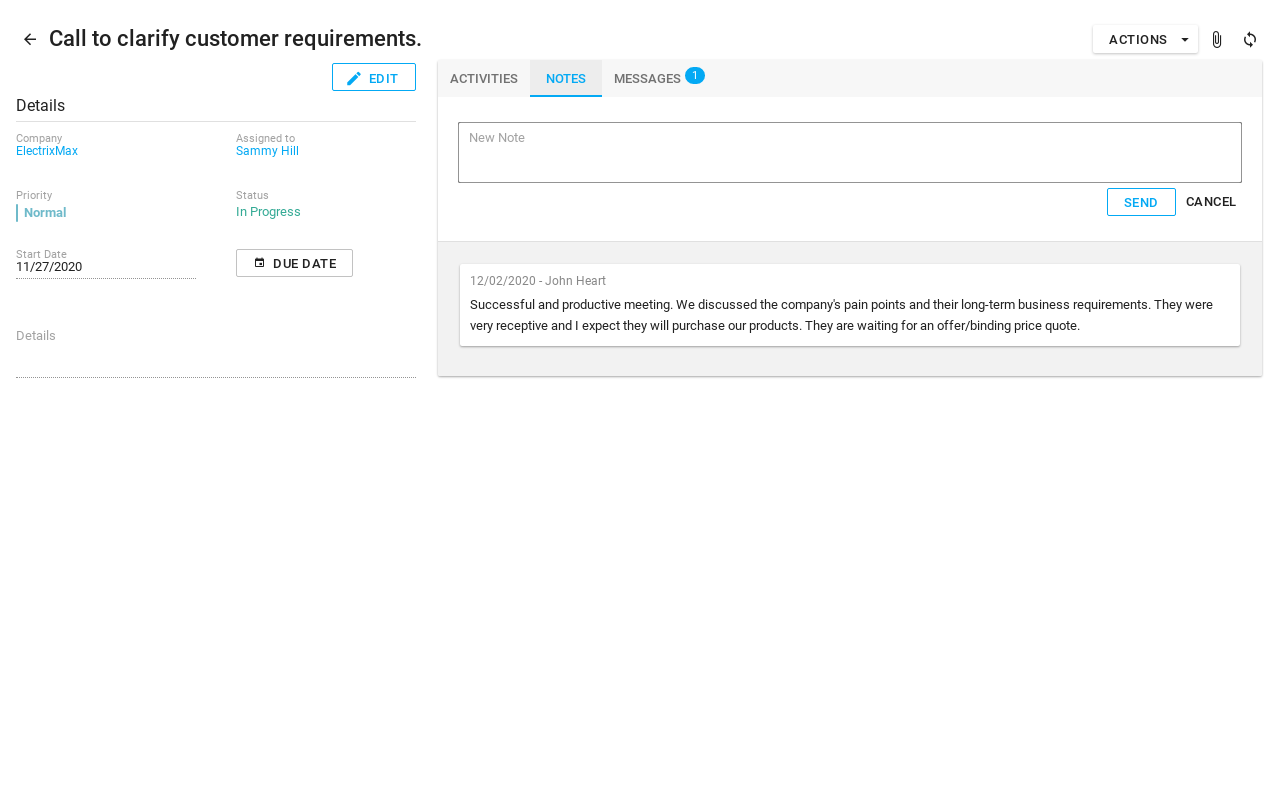 Call to clarify customer requirements.
ACTIONS
EDIT
Details
Company
ElectrixMax
Assigned to
Sammy Hill
Priority
Normal
Status
In Progress
Start Date
11/27/2020
DUE DATE
Details
ACTIVITIES
NOTES
MESSAGES 1
New Note
SEND
CANCEL
12/02/2020 - John Heart
Successful and productive meeting. We discussed the company's pain points and their long-term business requirements. They were
very receptive and I expect they will purchase our products. They are waiting for an offer/binding price quote.